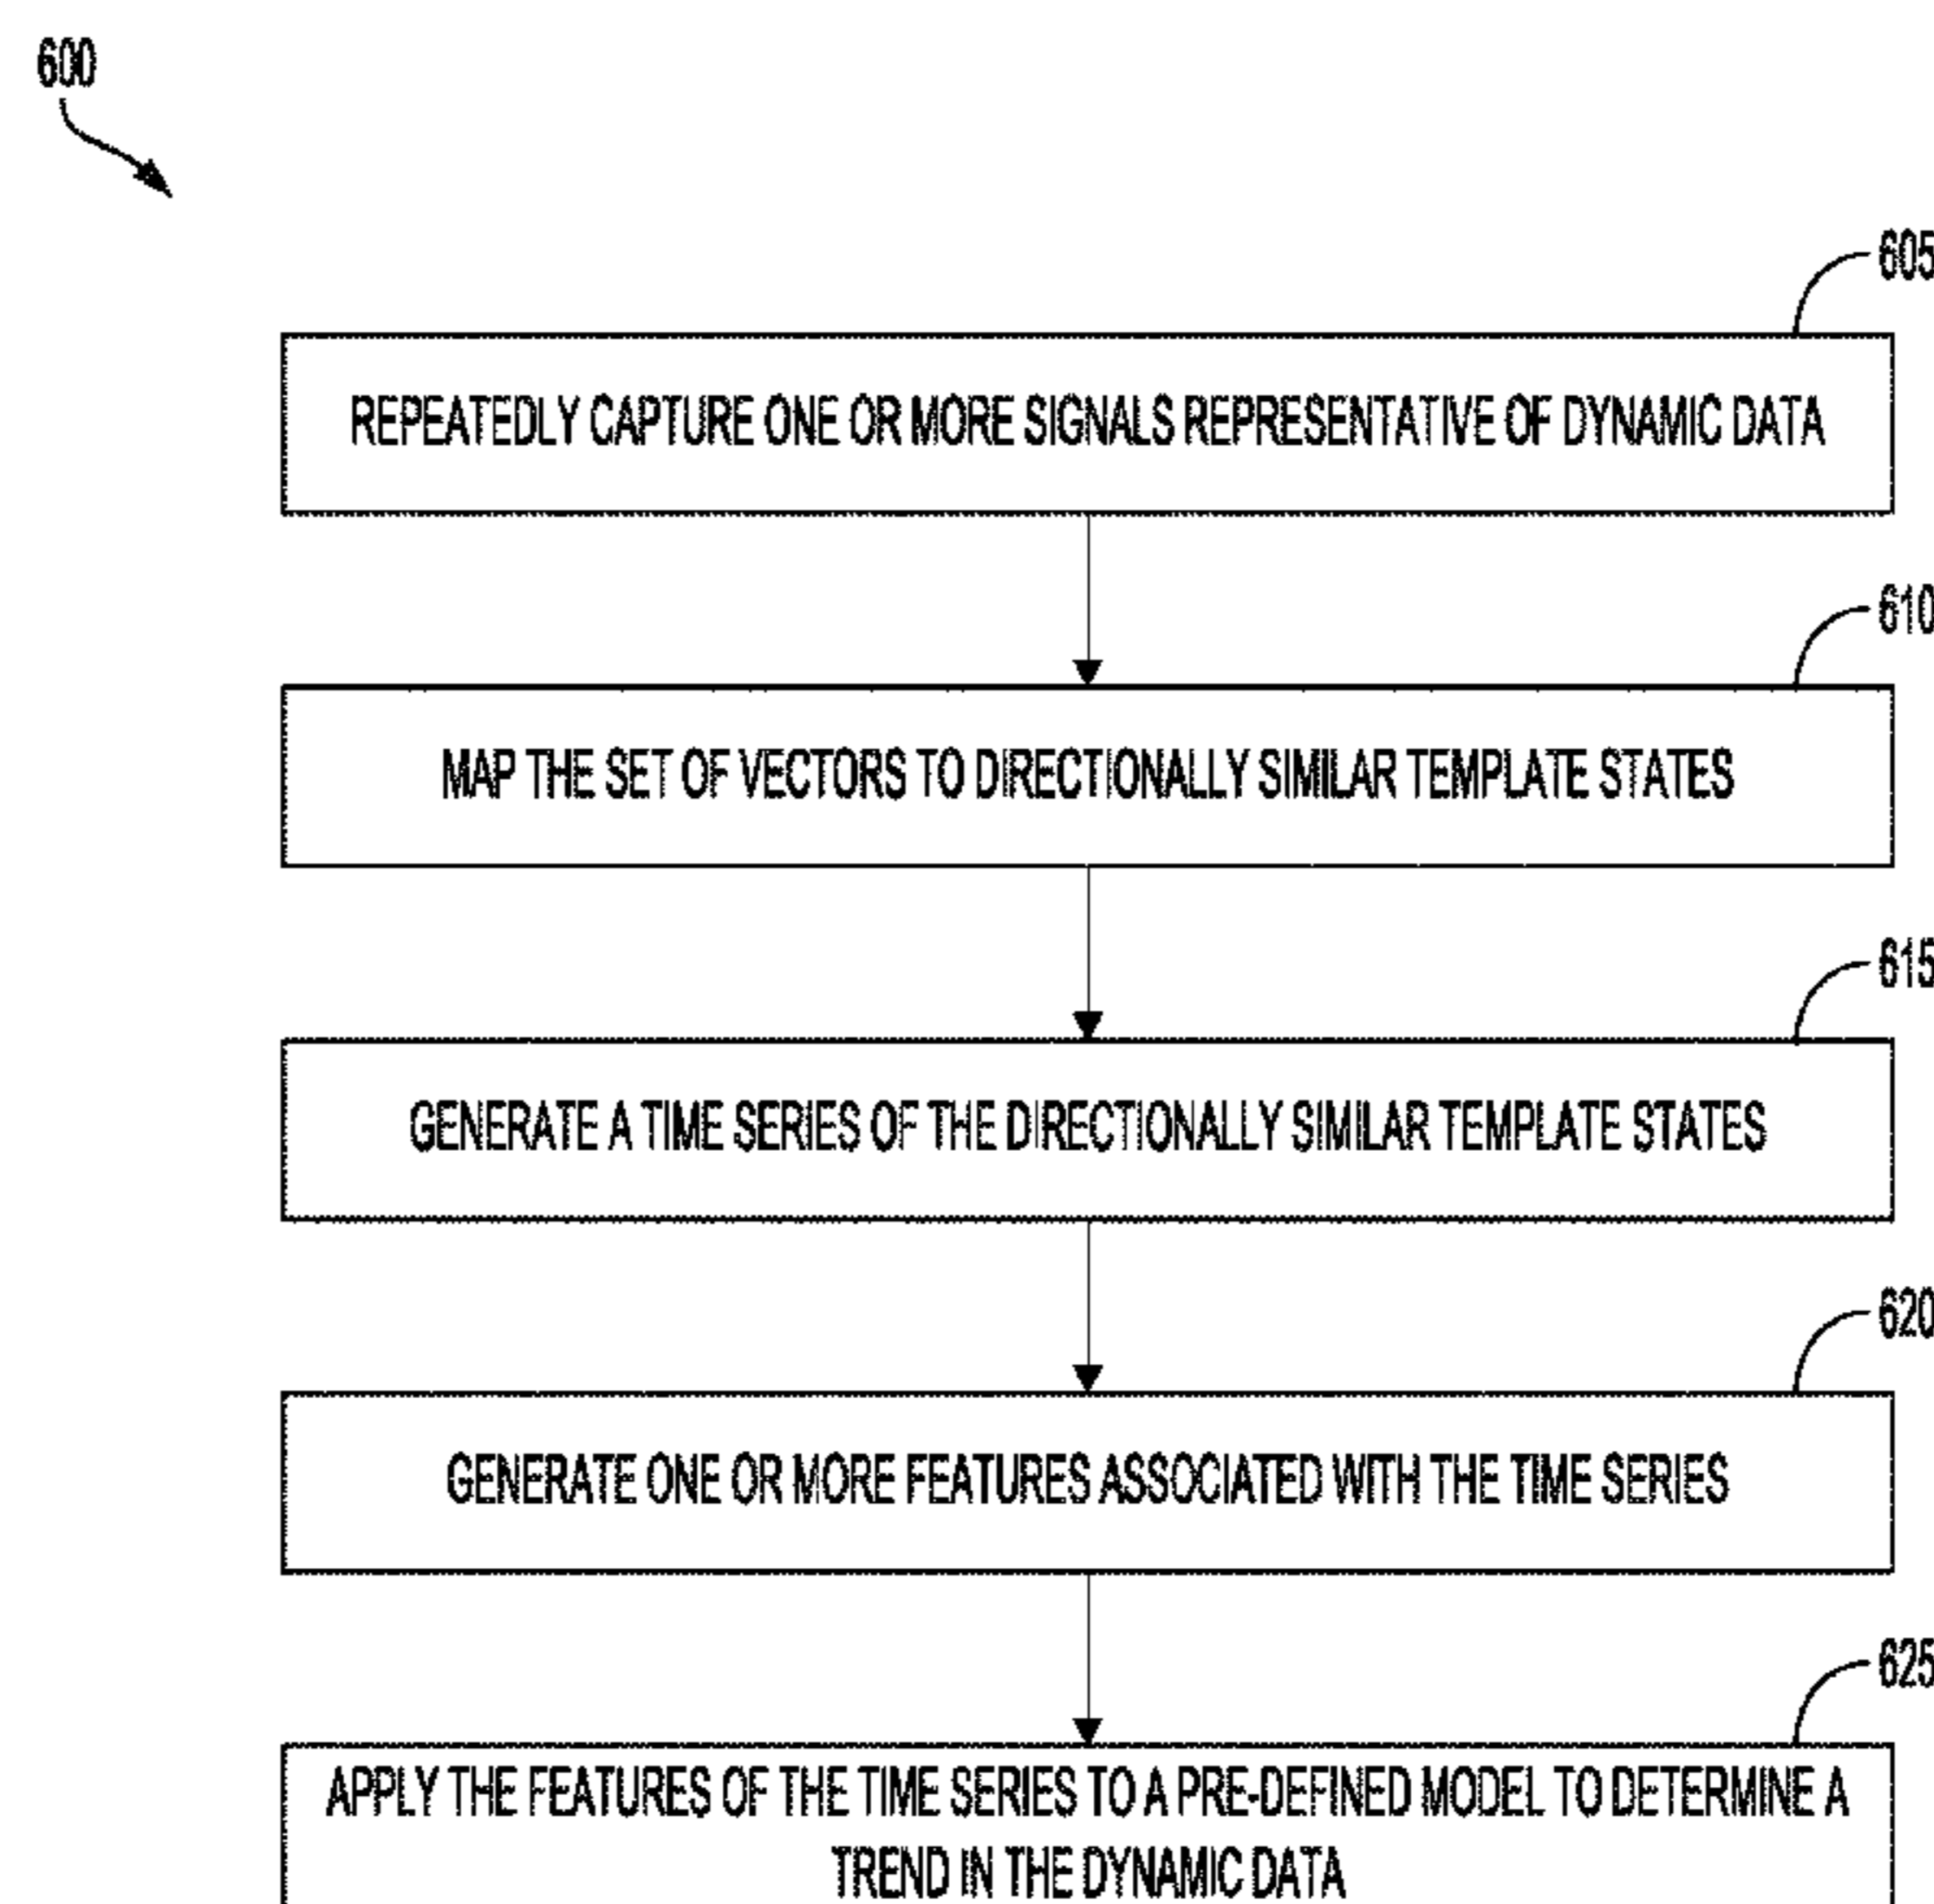 600
605
REPEATEDLY CAPTURE ONE OR MORE SIGNALS REPRESENTATIVE OF DYNAMIC DATA
610
MAP THE SET OF VECTORS TO DIRECTIONALLY SIMILAR TEMPLATE STATES
615
GENERATE A TIME SERIES OF THE DIRECTIONALLY SIMILAR TEMPLATE STATES
620
GENERATE ONE OR MORE FEATURES ASSOCIATED WITH THE TIME SERIES
625
APPLY THE FEATURES OF THE TIME SERIES TO A PRE-DEFINED MODEL TO DETERMINE A
TREND IN THE DYNAMIC DATA